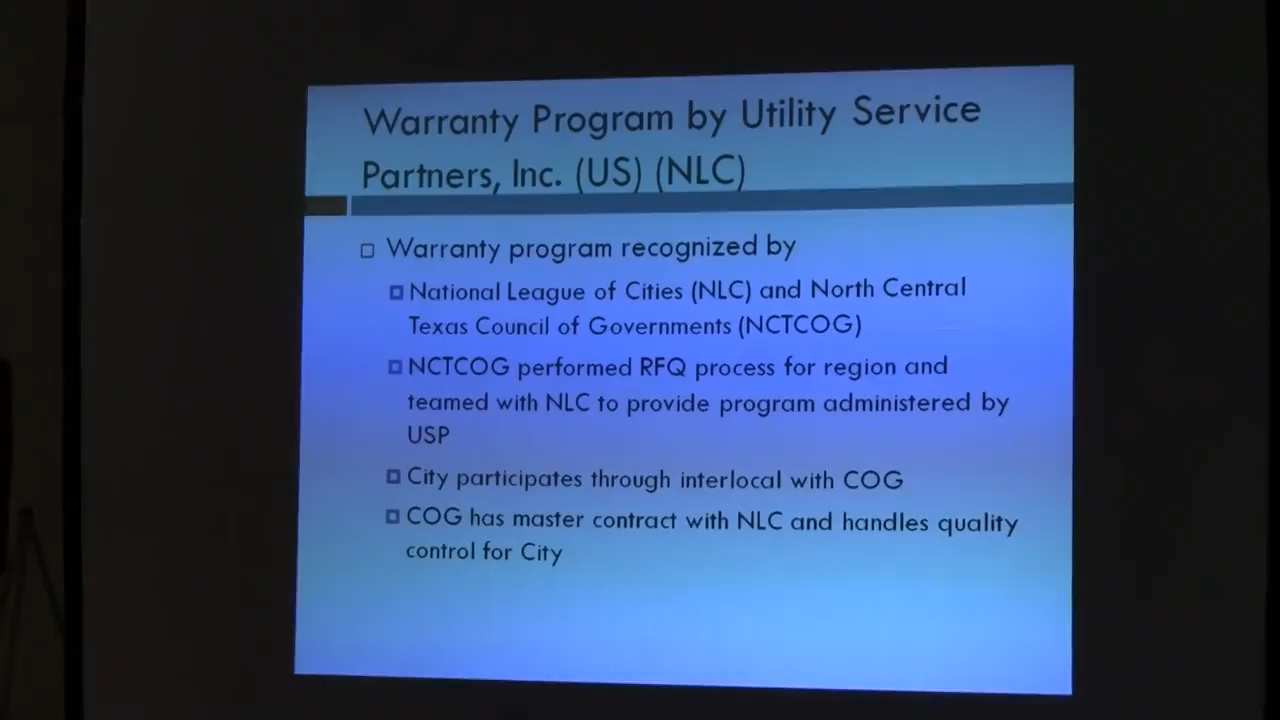 Warranty Program by Utility Service
Partners, Inc. (US) (NLC)
Warranty program recognized by
National League of Cities (NLC) and North Central
Texas Council of Governments (NCTCOG)
NCTCOG performed RFQ process for region and
teamed with NLC to provide program administered by
USP
City participates through interlocal with COG
COG has master contract with NLC and handles quality
control for City